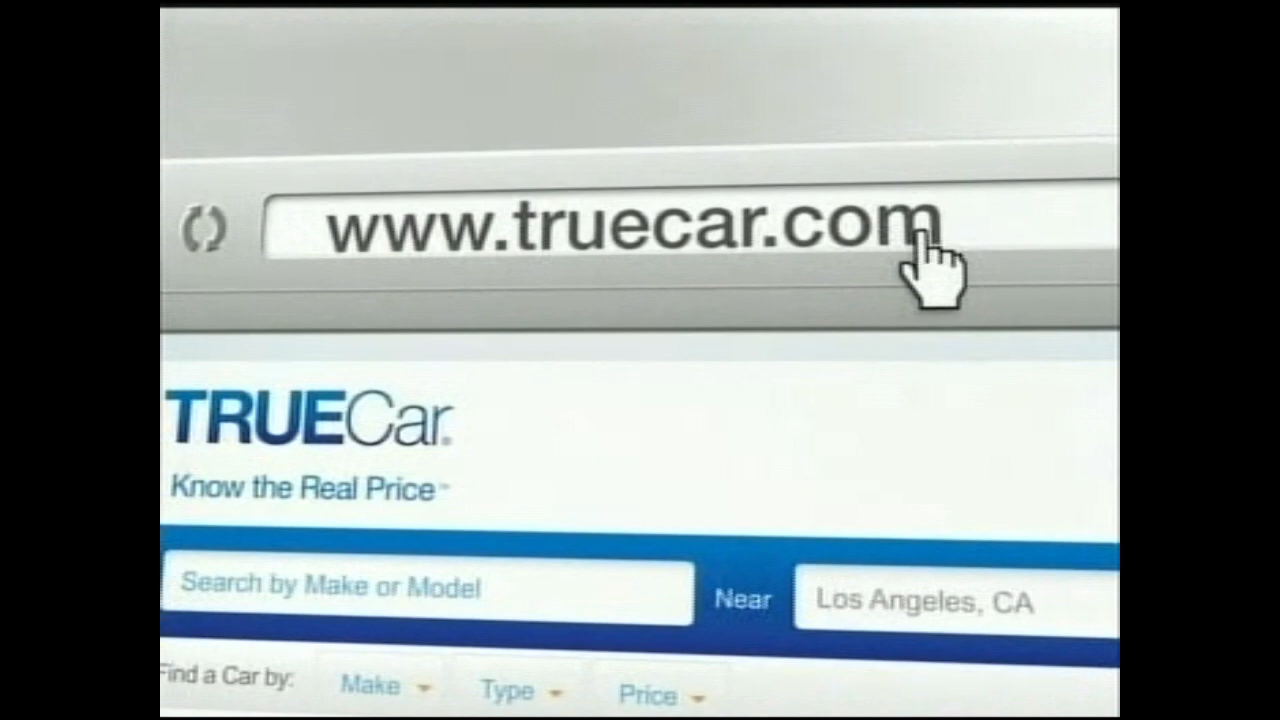 www.truecar.com
TRUECar®
Know the Real Price™
Search by Make or Model Near Los Angeles, CA
Find a Car by: Make Type Price